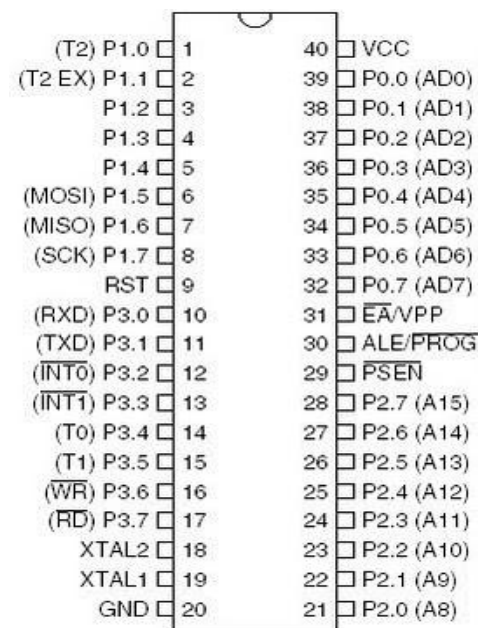 (T2) P1.0 1 40 VCC
(T2 EX) P1.1 2 39 P0.0 (AD0)
P1.2 3 38 P0.1 (AD1)
P1.3 4 37 P0.2 (AD2)
P1.4 5 36 P0.3 (AD3)
(MOSI) P1.5 6 35 P0.4 (AD4)
(MISO) P1.6 7 34 P0.5 (AD5)
(SCK) P1.7 8 33 P0.6 (AD6)
RST 9 32 P0.7 (AD7)
(RXD) P3.0 10 31 E̅A̅/VPP
(TXD) P3.1 11 30 ALE/P̅R̅O̅G̅
(I̅N̅T̅0̅) P3.2 12 29 P̅S̅E̅N̅
(I̅N̅T̅1̅) P3.3 13 28 P2.7 (A15)
(T0) P3.4 14 27 P2.6 (A14)
(T1) P3.5 15 26 P2.5 (A13)
(W̅R̅) P3.6 16 25 P2.4 (A12)
(R̅D̅) P3.7 17 24 P2.3 (A11)
XTAL2 18 23 P2.2 (A10)
XTAL1 19 22 P2.1 (A9)
GND 20 21 P2.0 (A8)